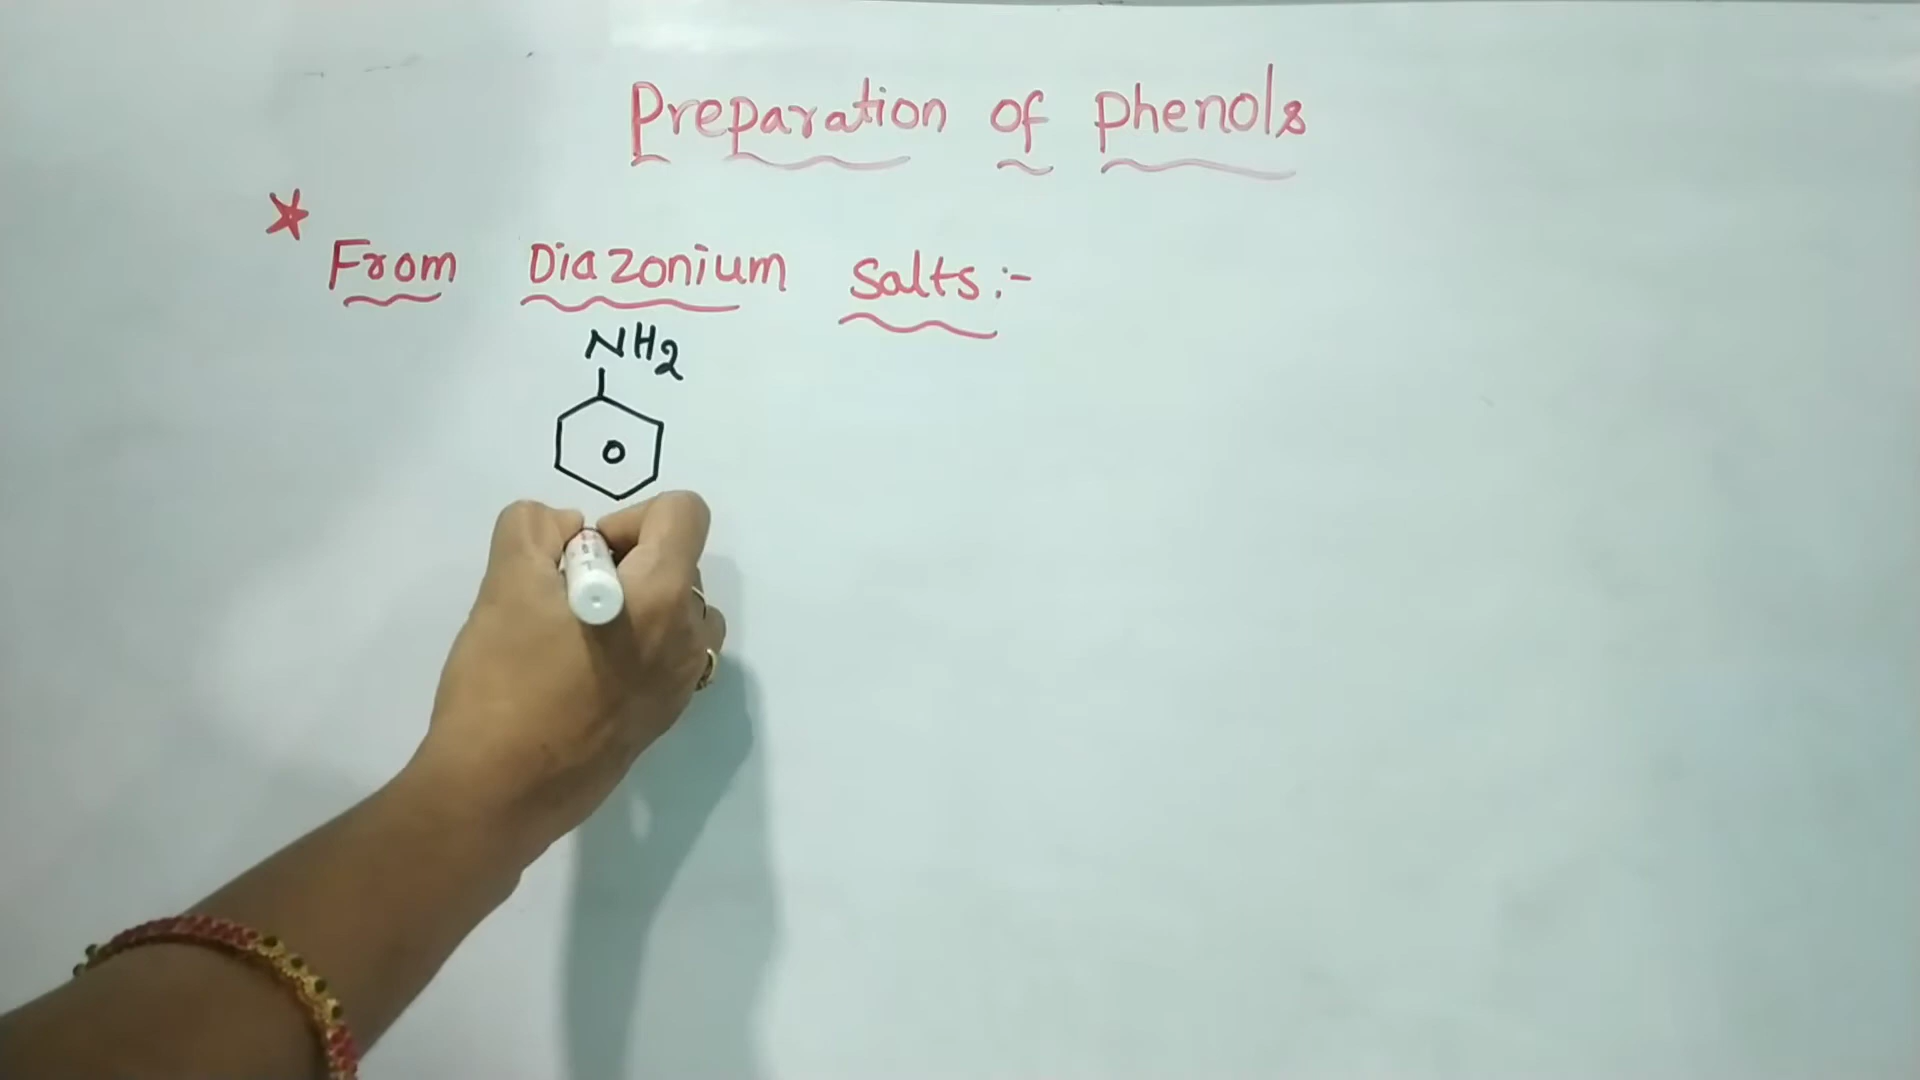 Preparation of phenols
* From Diazonium Salts:-
NH2